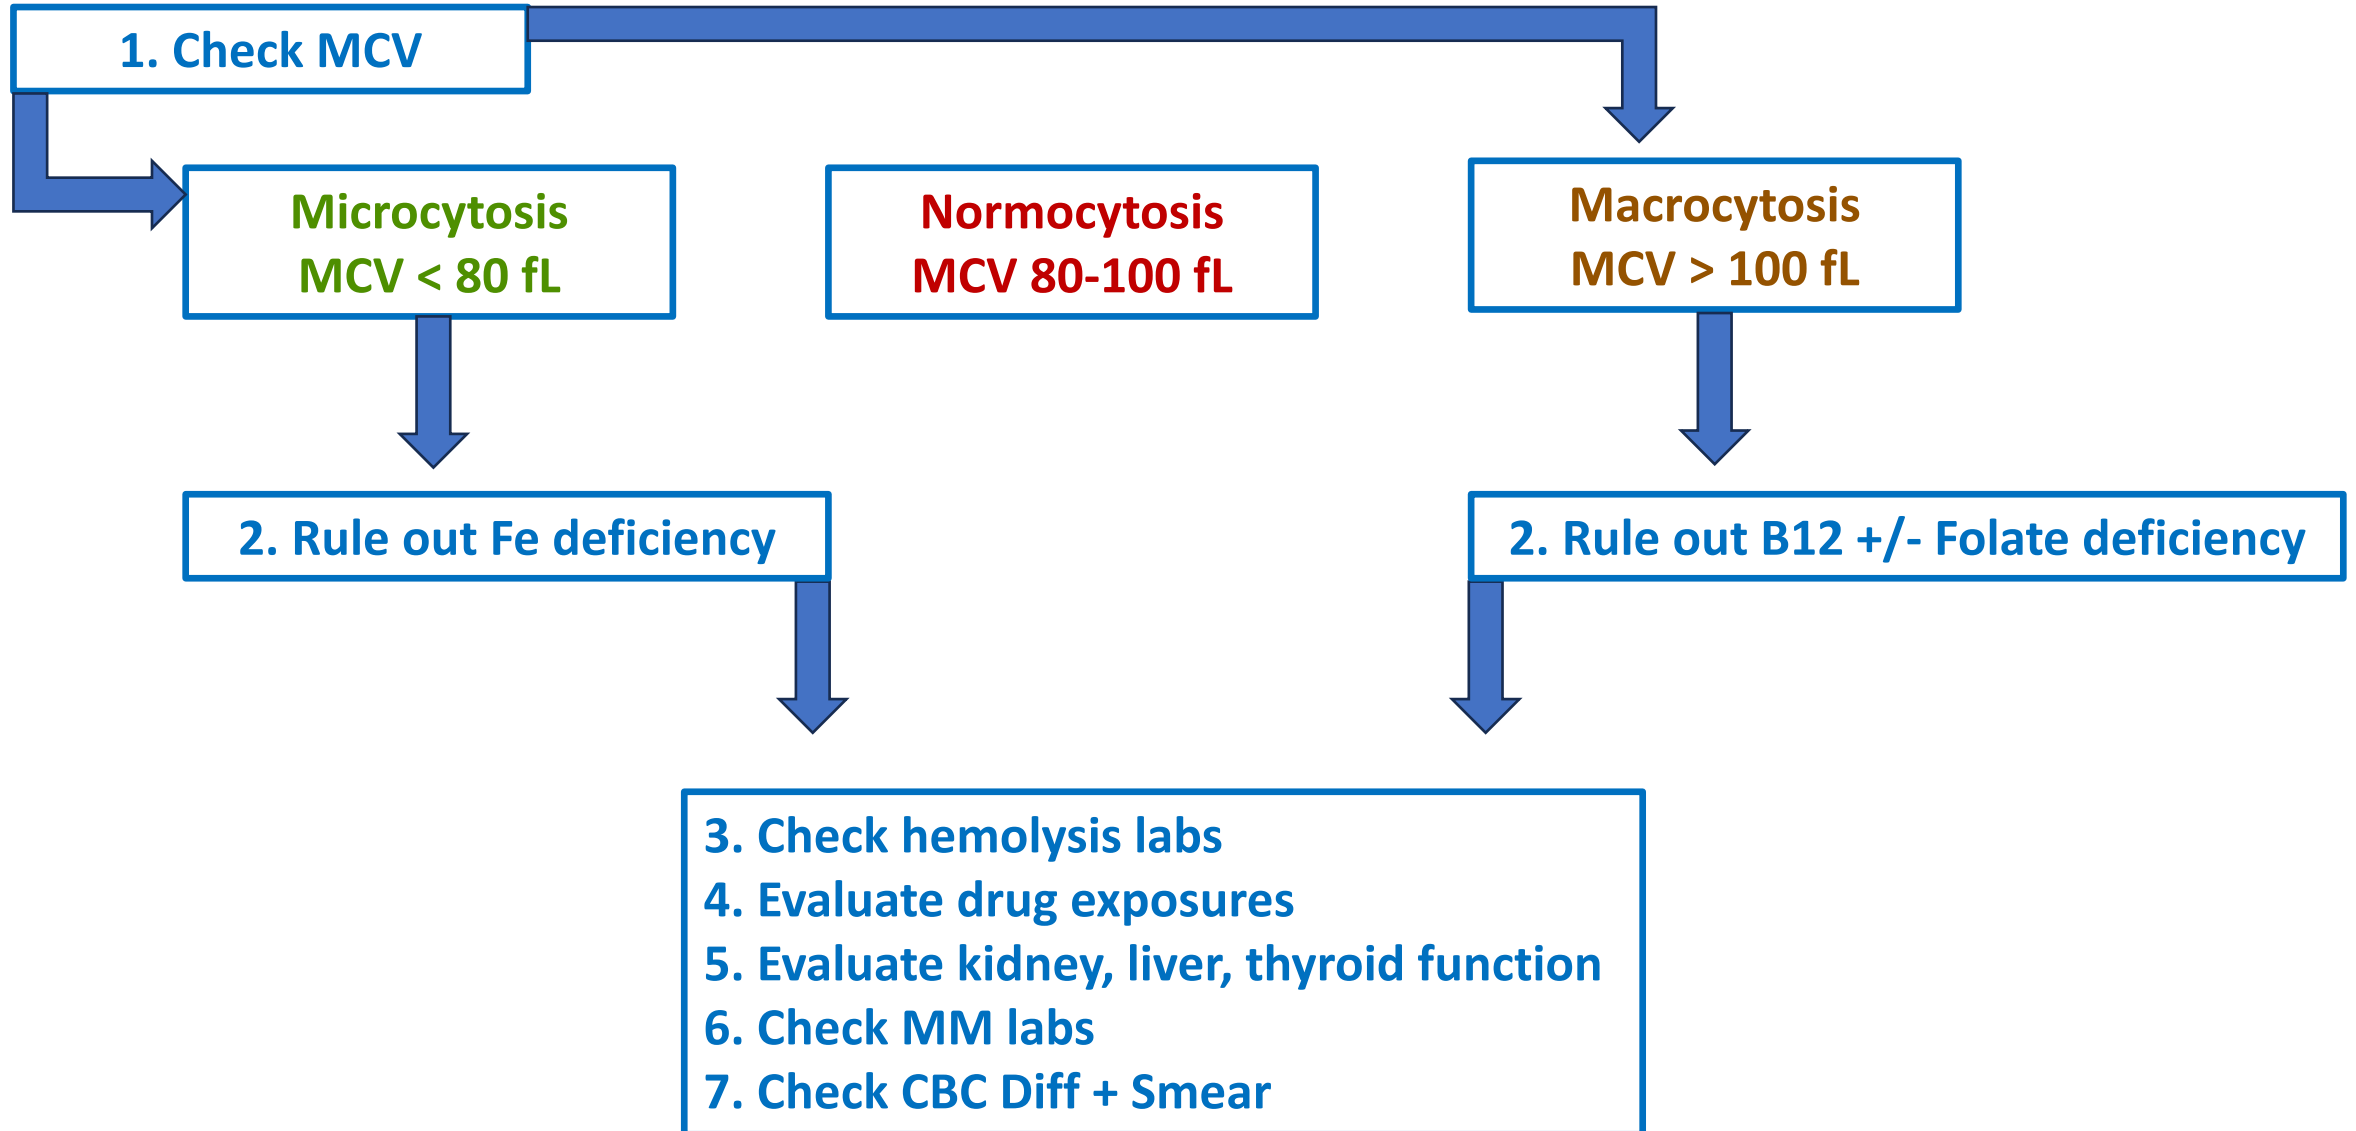 1. Check MCV
Microcytosis
MCV < 80 fL
Normocytosis
MCV 80-100 fL
Macrocytosis
MCV > 100 fL
2. Rule out Fe deficiency
2. Rule out B12 +/- Folate deficiency
3. Check hemolysis labs
4. Evaluate drug exposures
5. Evaluate kidney, liver, thyroid function
6. Check MM labs
7. Check CBC Diff + Smear